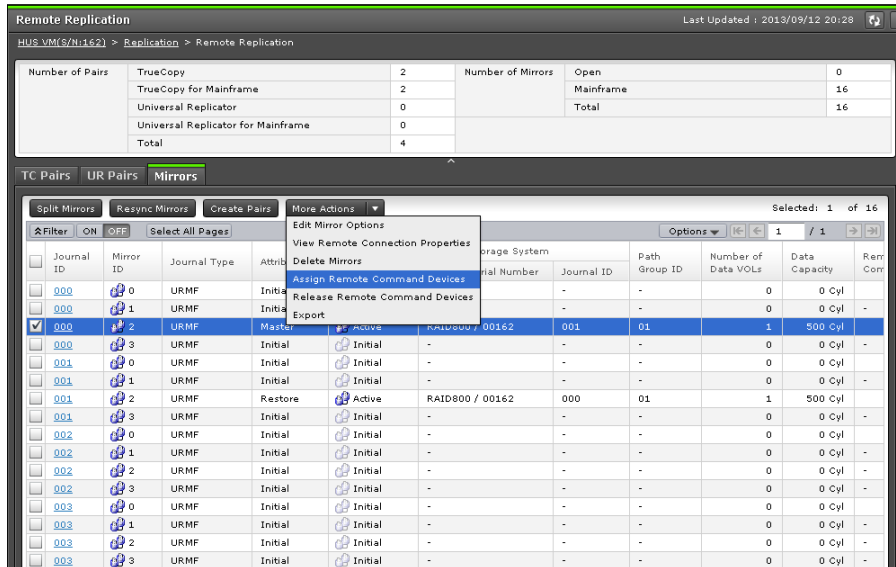 Remote Replication Last Updated : 2013/09/12 20:28
HUS VM(S/N:162) > Replication > Remote Replication
Number of Pairs TrueCopy 2 Number of Mirrors Open 0
TrueCopy for Mainframe 2 Mainframe 16
Universal Replicator 0 Total 16
Universal Replicator for Mainframe 0
Total 4
TC Pairs UR Pairs Mirrors
Split Mirrors Resync Mirrors Create Pairs More Actions Selected: 1 of 16
Filter ON OFF Select All Pages Options 1 / 1
Edit Mirror Options
View Remote Connection Properties
Delete Mirrors
Assign Remote Command Devices
Release Remote Command Devices
Export
Journal ID Mirror ID Journal Type Attrib orage System rial Number Journal ID Path Group ID Number of Data VOLs Data Capacity Rem Com
000 0 URMF Initia - - 0 0 Cyl
000 1 URMF Initia - - 0 0 Cyl -
000 2 URMF Master Active RAID800 / 00162 001 01 1 500 Cyl
000 3 URMF Initial Initial - - - 0 0 Cyl -
001 0 URMF Initial Initial - - - 0 0 Cyl
001 1 URMF Initial Initial - - - 0 0 Cyl -
001 2 URMF Restore Active RAID800 / 00162 000 01 1 500 Cyl
001 3 URMF Initial Initial - - - 0 0 Cyl -
002 0 URMF Initial Initial - - - 0 0 Cyl
002 1 URMF Initial Initial - - - 0 0 Cyl -
002 2 URMF Initial Initial - - - 0 0 Cyl -
002 3 URMF Initial Initial - - - 0 0 Cyl -
003 0 URMF Initial Initial - - - 0 0 Cyl
003 1 URMF Initial Initial - - - 0 0 Cyl -
003 2 URMF Initial Initial - - - 0 0 Cyl -
003 3 URMF Initial Initial - - - 0 0 Cyl -